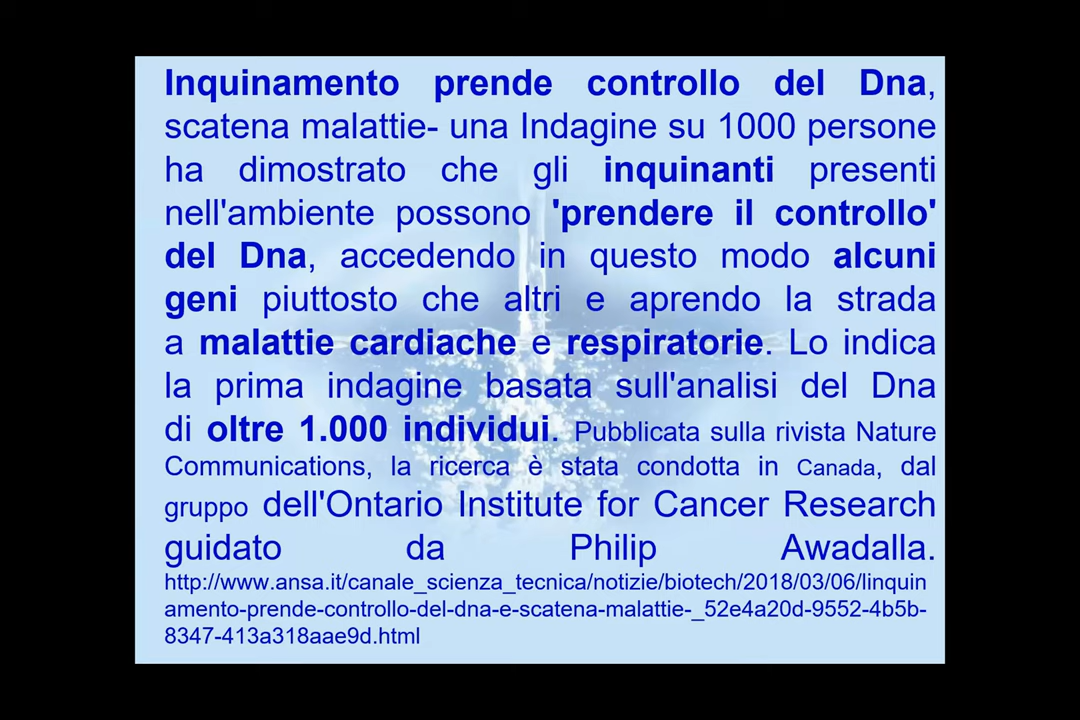 Inquinamento prende controllo del Dna,
scatena malattie- una Indagine su 1000 persone
ha dimostrato che gli inquinanti presenti
nell'ambiente possono 'prendere il controllo'
del Dna, accedendo in questo modo alcuni
geni piuttosto che altri e aprendo la strada
a malattie cardiache e respiratorie. Lo indica
la prima indagine basata sull'analisi del Dna
di oltre 1.000 individui. Pubblicata sulla rivista Nature
Communications, la ricerca è stata condotta in Canada, dal
gruppo dell'Ontario Institute for Cancer Research
guidato da Philip Awadalla.
http://www.ansa.it/canale_scienza_tecnica/notizie/biotech/2018/03/06/linquin
amento-prende-controllo-del-dna-e-scatena-malattie-_52e4a20d-9552-4b5b-
8347-413a318aae9d.html